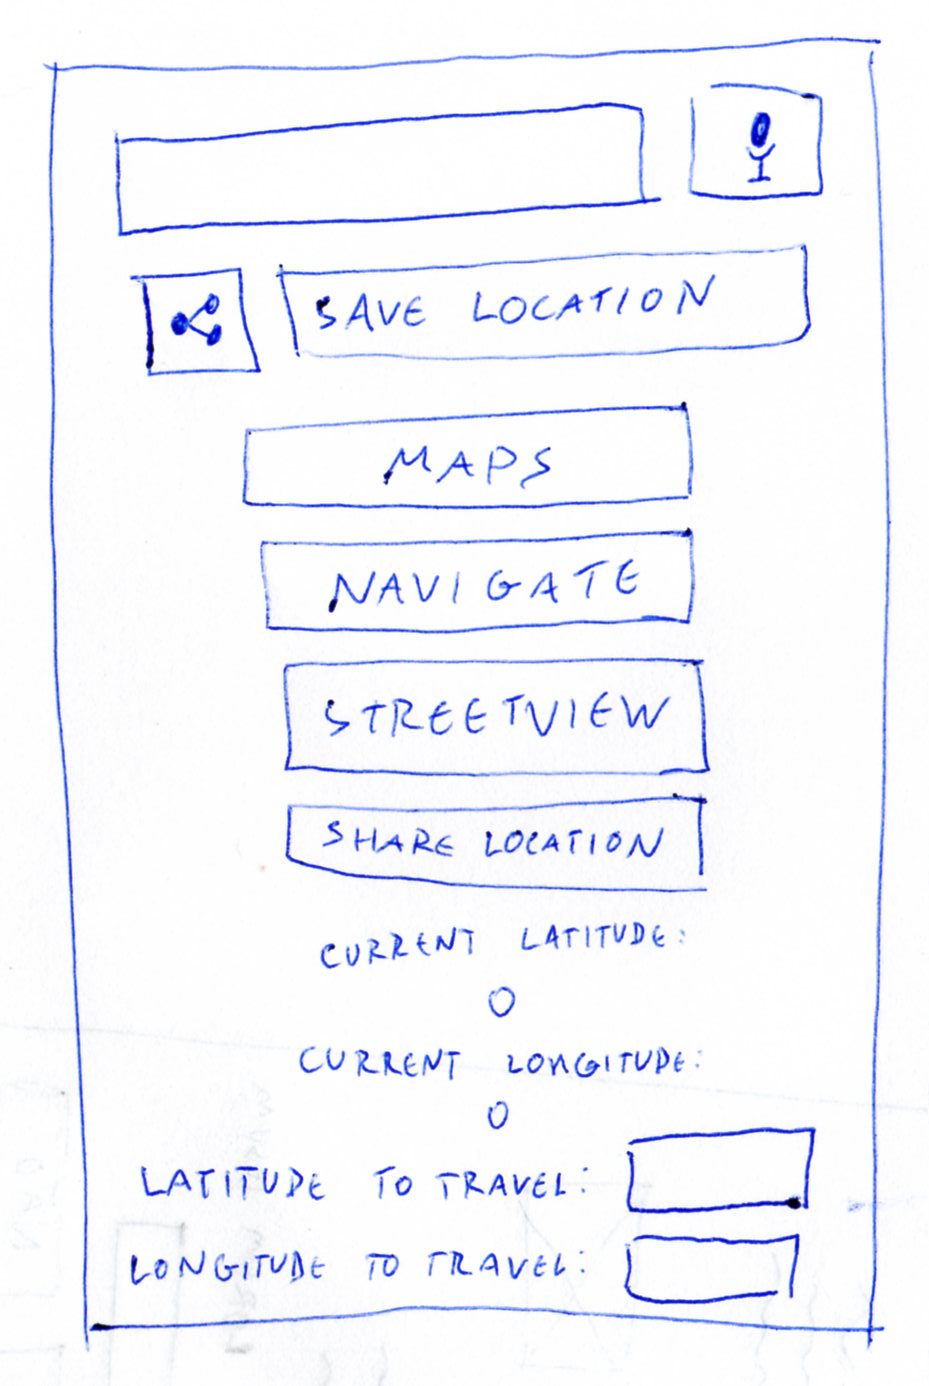 SAVE LOCATION
MAPS
NAVIGATE
STREETVIEW
SHARE LOCATION
CURRENT LATITUDE:
0
CURRENT LONGITUDE:
0
LATITUDE TO TRAVEL:
LONGITUDE TO TRAVEL: